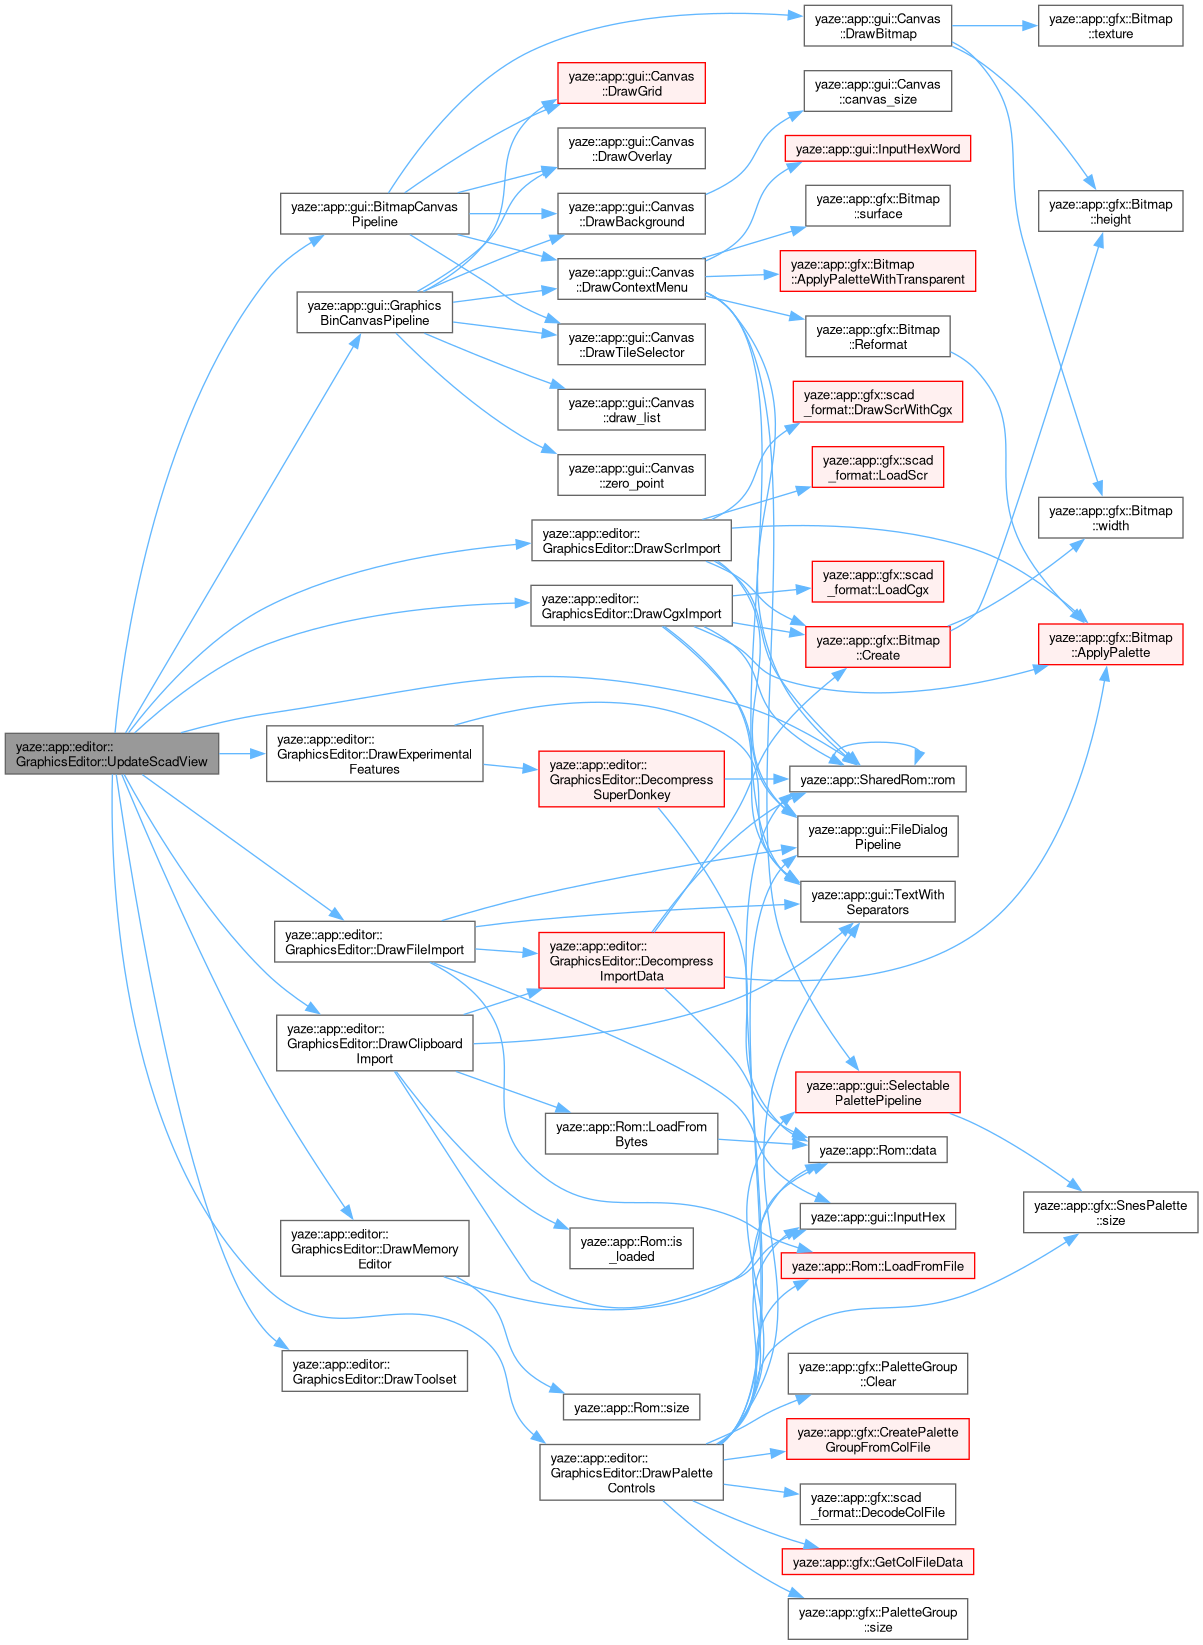 yaze::app::editor::
GraphicsEditor::UpdateScadView
yaze::app::gui::BitmapCanvas
Pipeline
yaze::app::gui::Graphics
BinCanvasPipeline
yaze::app::editor::
GraphicsEditor::DrawExperimental
Features
yaze::app::editor::
GraphicsEditor::DrawFileImport
yaze::app::editor::
GraphicsEditor::DrawClipboard
Import
yaze::app::editor::
GraphicsEditor::DrawMemory
Editor
yaze::app::editor::
GraphicsEditor::DrawToolset
yaze::app::gui::Canvas
::DrawGrid
yaze::app::gui::Canvas
::DrawOverlay
yaze::app::gui::Canvas
::DrawBackground
yaze::app::gui::Canvas
::DrawContextMenu
yaze::app::gui::Canvas
::DrawTileSelector
yaze::app::gui::Canvas
::draw_list
yaze::app::gui::Canvas
::zero_point
yaze::app::editor::
GraphicsEditor::DrawScrImport
yaze::app::editor::
GraphicsEditor::DrawCgxImport
yaze::app::editor::
GraphicsEditor::Decompress
SuperDonkey
yaze::app::editor::
GraphicsEditor::Decompress
ImportData
yaze::app::Rom::LoadFrom
Bytes
yaze::app::Rom::is
_loaded
yaze::app::Rom::size
yaze::app::editor::
GraphicsEditor::DrawPalette
Controls
yaze::app::gui::Canvas
::DrawBitmap
yaze::app::gui::Canvas
::canvas_size
yaze::app::gui::InputHexWord
yaze::app::gfx::Bitmap
::surface
yaze::app::gfx::Bitmap
::ApplyPaletteWithTransparent
yaze::app::gfx::Bitmap
::Reformat
yaze::app::gfx::scad
_format::DrawScrWithCgx
yaze::app::gfx::scad
_format::LoadScr
yaze::app::gfx::scad
_format::LoadCgx
yaze::app::gfx::Bitmap
::Create
yaze::app::SharedRom::rom
yaze::app::gui::FileDialog
Pipeline
yaze::app::gui::TextWith
Separators
yaze::app::gui::Selectable
PalettePipeline
yaze::app::Rom::data
yaze::app::gui::InputHex
yaze::app::Rom::LoadFromFile
yaze::app::gfx::PaletteGroup
::Clear
yaze::app::gfx::CreatePalette
GroupFromColFile
yaze::app::gfx::scad
_format::DecodeColFile
yaze::app::gfx::GetColFileData
yaze::app::gfx::PaletteGroup
::size
yaze::app::gfx::Bitmap
::texture
yaze::app::gfx::Bitmap
::height
yaze::app::gfx::Bitmap
::width
yaze::app::gfx::Bitmap
::ApplyPalette
yaze::app::gfx::SnesPalette
::size